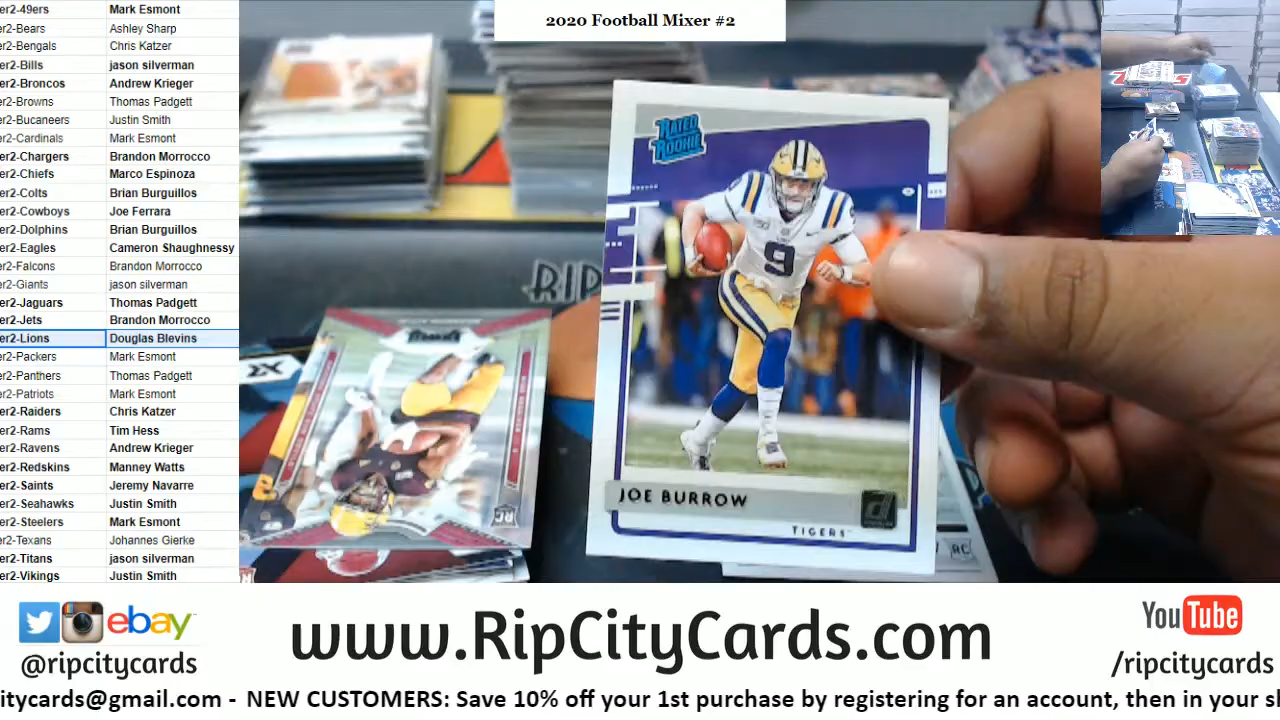 2020 Football Mixer #2
er2-49ers Mark Esmont
er2-Bears Ashley Sharp
er2-Bengals Chris Katzer
er2-Bills jason silverman
er2-Broncos Andrew Krieger
er2-Browns Thomas Padgett
er2-Bucaneers Justin Smith
er2-Cardinals Mark Esmont
er2-Chargers Brandon Morrocco
er2-Chiefs Marco Espinoza
er2-Colts Brian Burguillos
er2-Cowboys Joe Ferrara
er2-Dolphins Brian Burguillos
er2-Eagles Cameron Shaughnessy
er2-Falcons Brandon Morrocco
er2-Giants jason silverman
er2-Jaguars Thomas Padgett
er2-Jets Brandon Morrocco
er2-Lions Douglas Blevins
er2-Packers Mark Esmont
er2-Panthers Thomas Padgett
er2-Patriots Mark Esmont
er2-Raiders Chris Katzer
er2-Rams Tim Hess
er2-Ravens Andrew Krieger
er2-Redskins Manney Watts
er2-Saints Jeremy Navarre
er2-Seahawks Justin Smith
er2-Steelers Mark Esmont
er2-Texans Johannes Gierke
er2-Titans jason silverman
er2-Vikings Justin Smith
RATED
ROOKIE
9
JOE BURROW
TIGERS
RIP
RC
RC
ebay
@ripcitycards
www.RipCityCards.com
YouTube
/ripcitycards
citycards@gmail.com - NEW CUSTOMERS: Save 10% off your 1st purchase by registering for an account, then in your sh